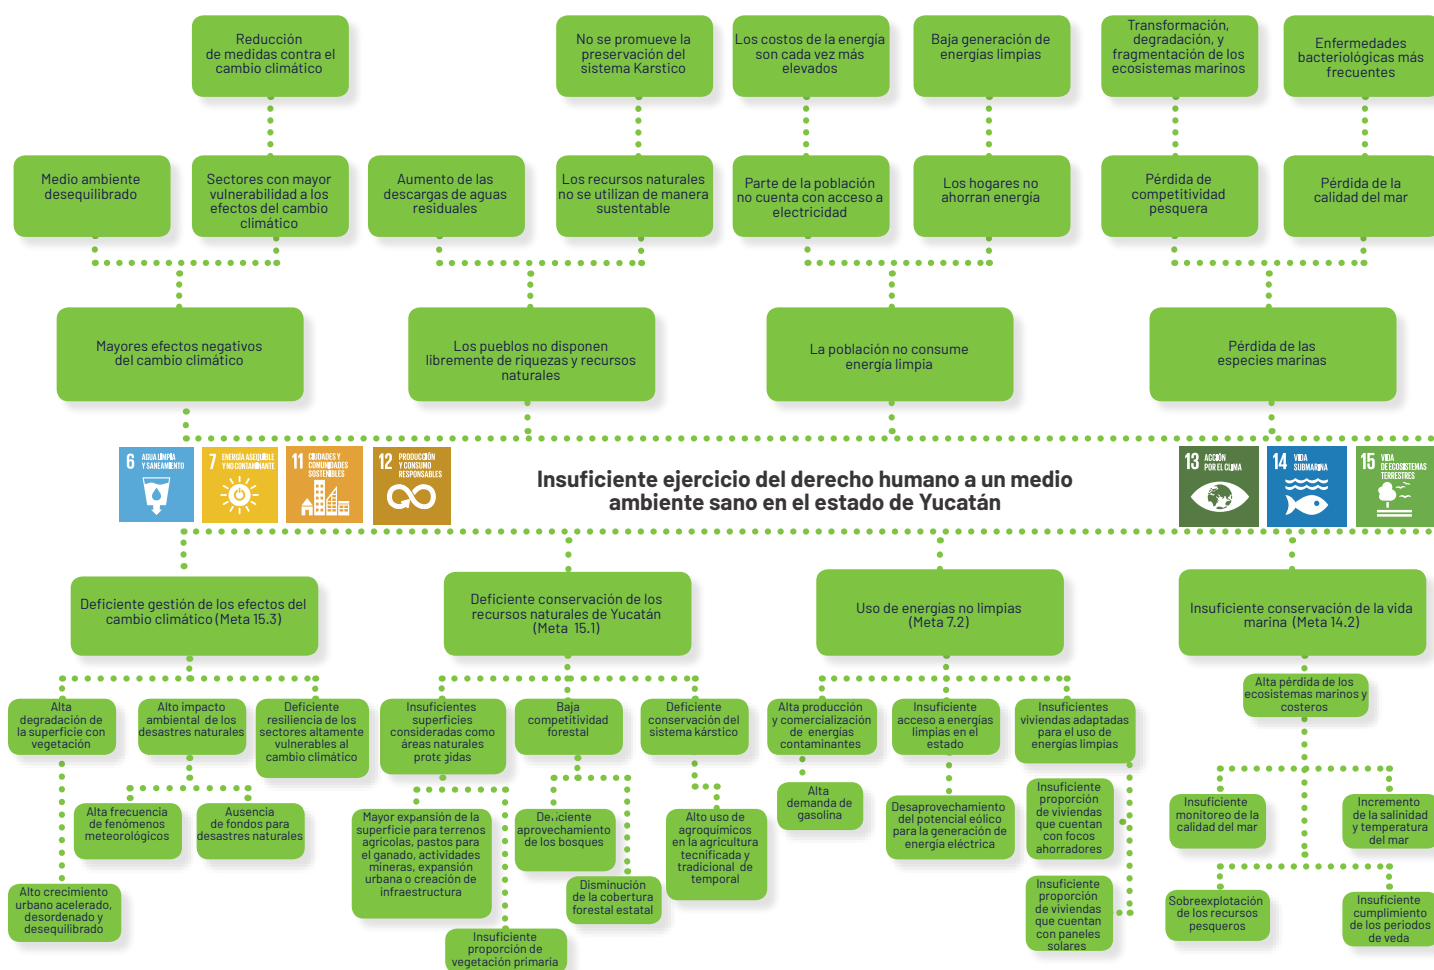 Reducción
de medidas contra el
cambio climático
No se promueve la
preservación del
sistema Karstico
Los costos de la energía
son cada vez más
elevados
Baja generación de
energías limpias
Transformación,
degradación, y
fragmentación de los
ecosistemas marinos
Enfermedades
bacteriológicas más
frecuentes
Medio ambiente
desequilibrado
Sectores con mayor
vulnerabilidad a los
efectos del cambio
climático
Aumento de las
descargas de aguas
residuales
Los recursos naturales
no se utilizan de manera
sustentable
Parte de la población
no cuenta con acceso a
electricidad
Los hogares no
ahorran energía
Pérdida de
competitividad
pesquera
Pérdida de la
calidad del mar
Mayores efectos negativos
del cambio climático
Los pueblos no disponen
libremente de riquezas y recursos
naturales
La población no consume
energía limpia
Pérdida de las
especies marinas
6 AGUA LIMPIA
Y SANEAMIENTO
7 ENERGÍA ASEQUIBLE
Y NO CONTAMINANTE
11 CIUDADES Y
COMUNIDADES
SOSTENIBLES
12 PRODUCCIÓN
Y CONSUMO
RESPONSABLES
Insuficiente ejercicio del derecho humano a un medio
ambiente sano en el estado de Yucatán
13 ACCIÓN
POR EL CLIMA
14 VIDA
SUBMARINA
15 VIDA
DE ECOSISTEMAS
TERRESTRES
Deficiente gestión de los efectos del
cambio climático (Meta 15.3)
Deficiente conservación de los
recursos naturales de Yucatán
(Meta 15.1)
Uso de energías no limpias
(Meta 7.2)
Insuficiente conservación de la vida
marina (Meta 14.2)
Alta
degradación de
la superficie con
vegetación
Alto impacto
ambiental de los
desastres naturales
Deficiente
resiliencia de los
sectores altamente
vulnerables al
cambio climático
Insuficientes
superficies
consideradas como
áreas naturales
protegidas
Baja
competitividad
forestal
Deficiente
conservación del
sistema kárstico
Alta producción
y comercialización
de energías
contaminantes
Insuficiente
acceso a energías
limpias en el
estado
Insuficientes
viviendas adaptadas
para el uso de
energías limpias
Alta pérdida de los
ecosistemas marinos y
costeros
Alta frecuencia
de fenómenos
meteorológicos
Ausencia
de fondos para
desastres naturales
Mayor expansión de la
superficie para terrenos
agrícolas, pastos para
el ganado, actividades
mineras, expansión
urbana o creación de
infraestructura
Deficiente
aprovechamiento
de los bosques
Alto uso de
agroquímicos
en la agricultura
tecnificada y
tradicional de
temporal
Alta
demanda de
gasolina
Desaprovechamiento
del potencial eólico
para la generación de
energía eléctrica
Insuficiente
proporción
de viviendas
que cuentan
con focos
ahorradores
Insuficiente
monitoreo de la
calidad del mar
Incremento
de la salinidad
y temperatura
del mar
Alto crecimiento
urbano acelerado,
desordenado y
desequilibrado
Disminución
de la cobertura
forestal estatal
Insuficiente
proporción de
vegetación primaria
Insuficiente
proporción
de viviendas
que cuentan
con paneles
solares
Sobreexplotación
de los recursos
pesqueros
Insuficiente
cumplimiento
de los periodos
de veda